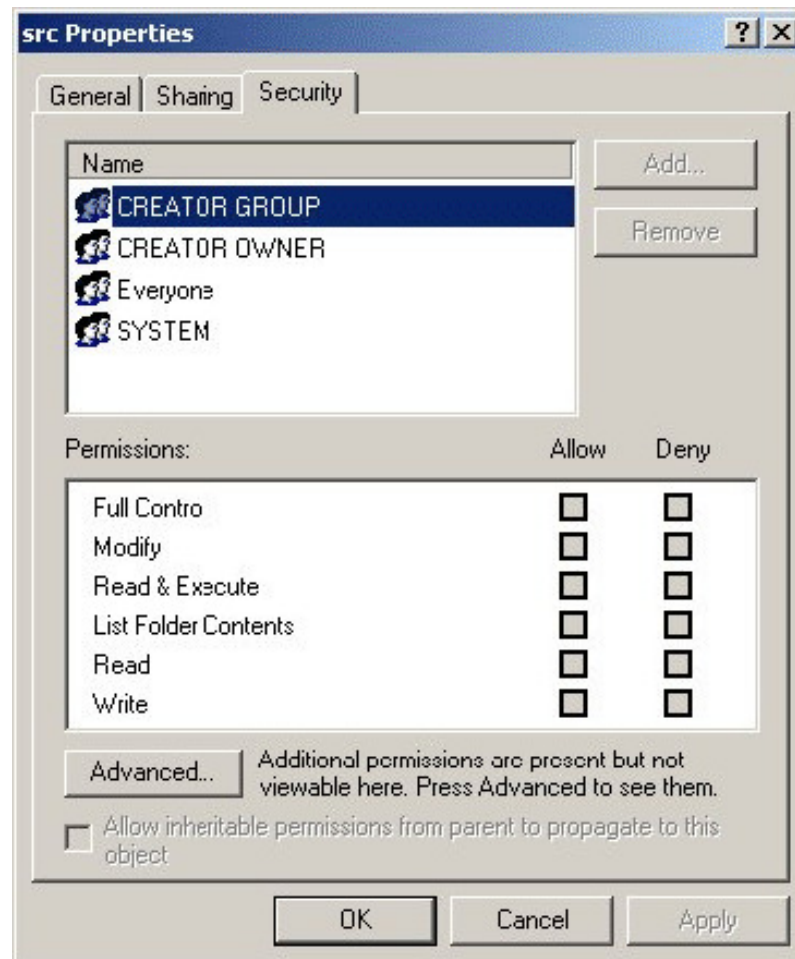 src Properties
? X
General Sharing Security
Name
Add...
CREATOR GROUP
Remove
CREATOR OWNER
Everyone
SYSTEM
Permissions: Allow Deny
Full Contro
Modify
Read & Execute
List Folder Contents
Read
Write
Advanced...
Additional permissions are present but not
viewable here. Press Advanced to see them.
Allow inheritable permissions from parent to propagate to this
object
OK Cancel Apply